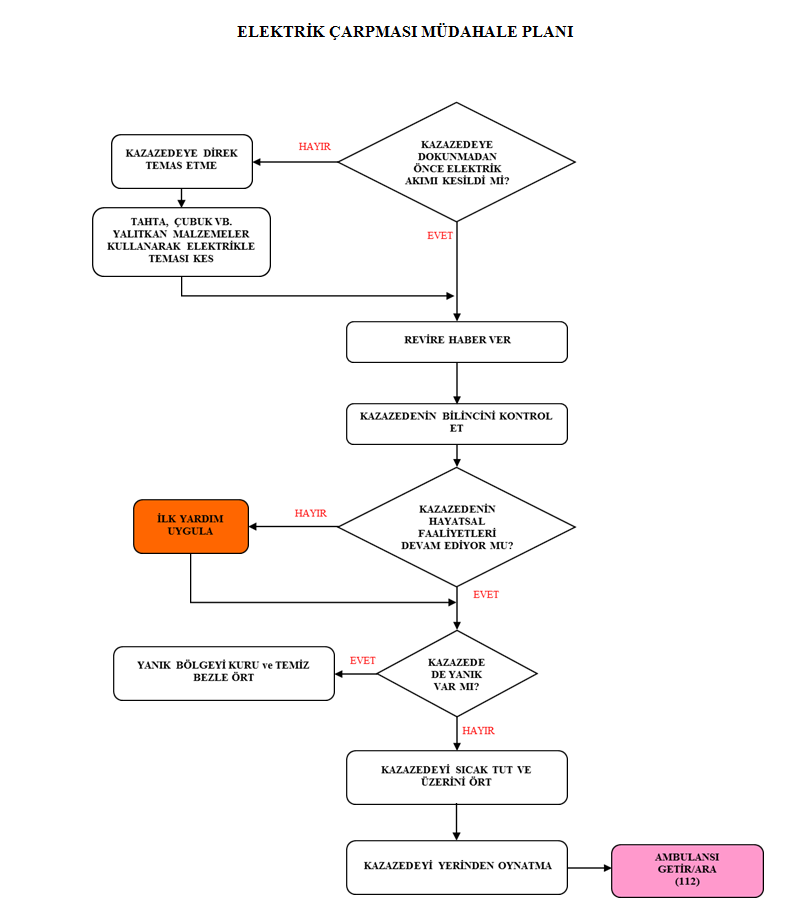 ELEKTRİK ÇARPMASI MÜDAHALE PLANI
KAZAZEDEYE
DOKUNMADAN
ÖNCE ELEKTRİK
AKIMI KESİLDİ Mİ?
HAYIR
KAZAZEDEYE DİREK
TEMAS ETME
TAHTA, ÇUBUK VB.
YALITKAN MALZEMELER
KULLANARAK ELEKTRİKLE
TEMASI KES
EVET
REVİRE HABER VER
KAZAZEDENİN BİLİNCİNİ KONTROL
ET
KAZAZEDENİN
HAYATSAL
FAALİYETLERİ
DEVAM EDİYOR MU?
HAYIR
İLK YARDIM
UYGULA
EVET
KAZAZEDE
DE YANIK
VAR MI?
EVET
YANIK BÖLGEYİ KURU ve TEMİZ
BEZLE ÖRT
HAYIR
KAZAZEDEYİ SICAK TUT VE
ÜZERİNİ ÖRT
KAZAZEDEYİ YERİNDEN OYNATMA
AMBULANSI
GETİR/ARA
(112)